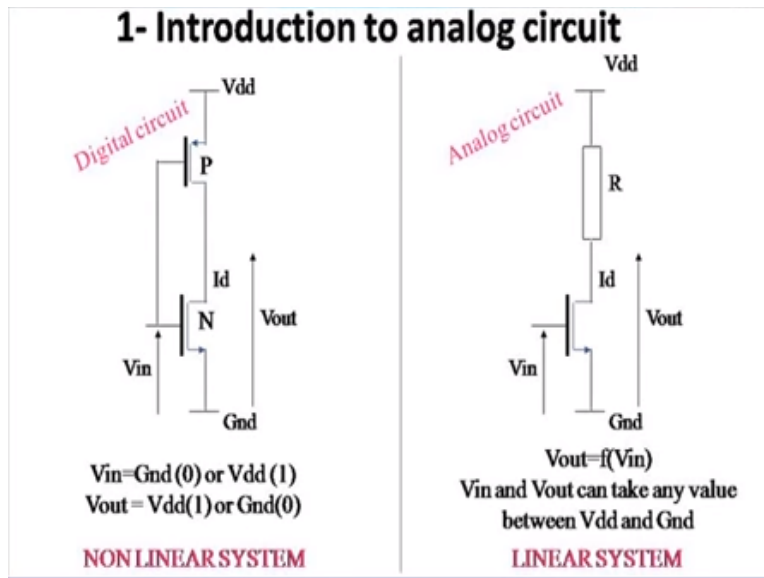 1- Introduction to analog circuit
Digital circuit
Vdd
P
Id
N
Vout
Vin
Gnd
Vin=Gnd (0) or Vdd (1)
Vout = Vdd(1) or Gnd(0)
NON LINEAR SYSTEM
Analog circuit
Vdd
R
Id
Vout
Vin
Gnd
Vout=f(Vin)
Vin and Vout can take any value
between Vdd and Gnd
LINEAR SYSTEM